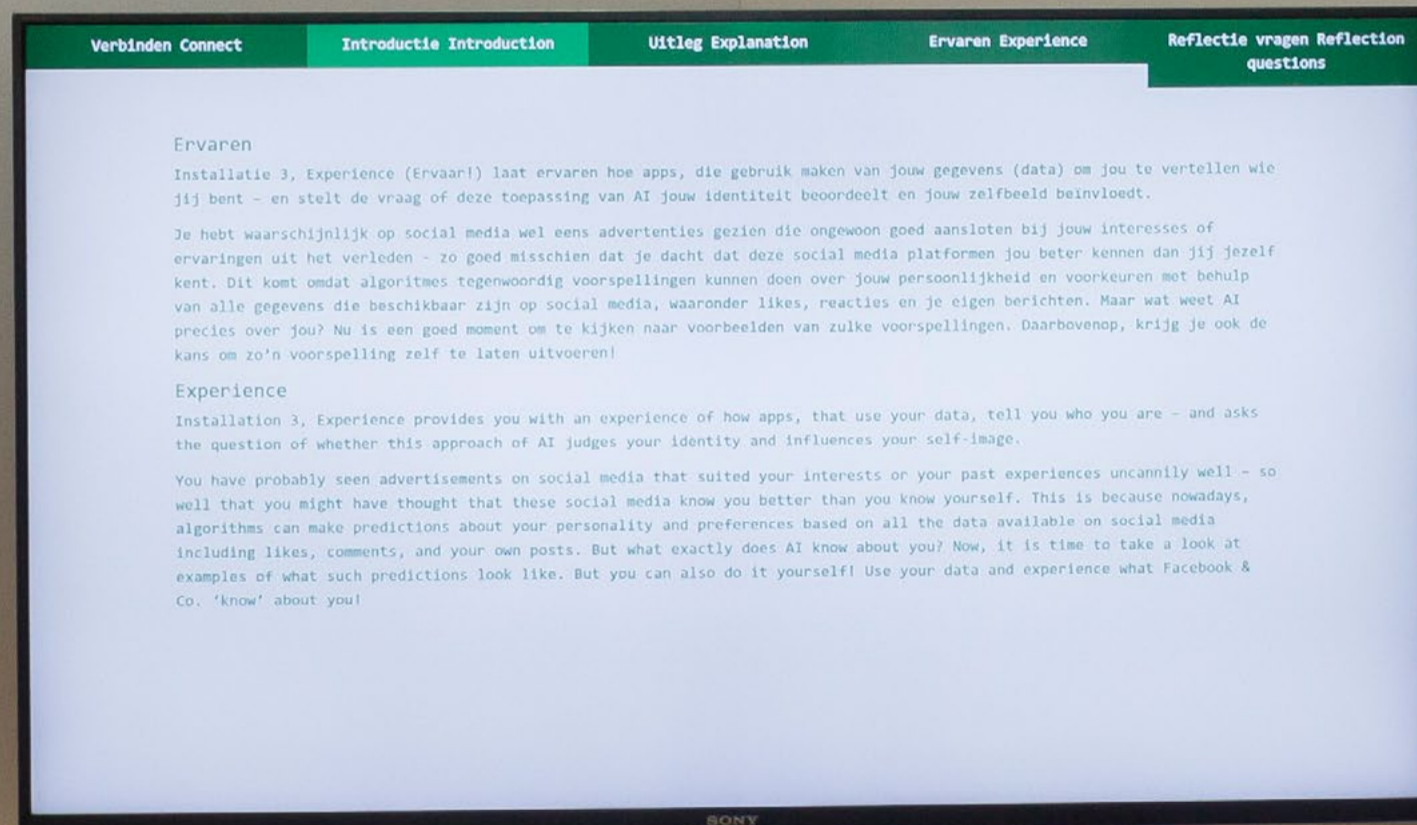 Verbinden Connect
Introductie Introduction
Uitleg Explanation
Ervaren Experience
Reflectie vragen Reflection
questions
Ervaren
Installatie 3, Experience (Ervaar!) laat ervaren hoe apps, die gebruik maken van jouw gegevens (data) om jou te vertellen wie
jij bent - en stelt de vraag of deze toepassing van AI jouw identiteit beoordeelt en jouw zelfbeeld beïnvloedt.
Je hebt waarschijnlijk op social media wel eens advertenties gezien die ongewoon goed aansloten bij jouw interesses of
ervaringen uit het verleden - zo goed misschien dat je dacht dat deze social media platformen jou beter kennen dan jij jezelf
kent. Dit komt omdat algoritmes tegenwoordig voorspellingen kunnen doen over jouw persoonlijkheid en voorkeuren met behulp
van alle gegevens die beschikbaar zijn op social media, waaronder likes, reacties en je eigen berichten. Maar wat weet AI
precies over jou? Nu is een goed moment om te kijken naar voorbeelden van zulke voorspellingen. Daarbovenop, krijg je ook de
kans om zo'n voorspelling zelf te laten uitvoeren!
Experience
Installation 3, Experience provides you with an experience of how apps, that use your data, tell you who you are – and asks
the question of whether this approach of AI judges your identity and influences your self-image.
You have probably seen advertisements on social media that suited your interests or your past experiences uncannily well – so
well that you might have thought that these social media know you better than you know yourself. This is because nowadays,
algorithms can make predictions about your personality and preferences based on all the data available on social media
including likes, comments, and your own posts. But what exactly does AI know about you? Now, it is time to take a look at
examples of what such predictions look like. But you can also do it yourself! Use your data and experience what Facebook &
Co. ‘know’ about you!
SONY